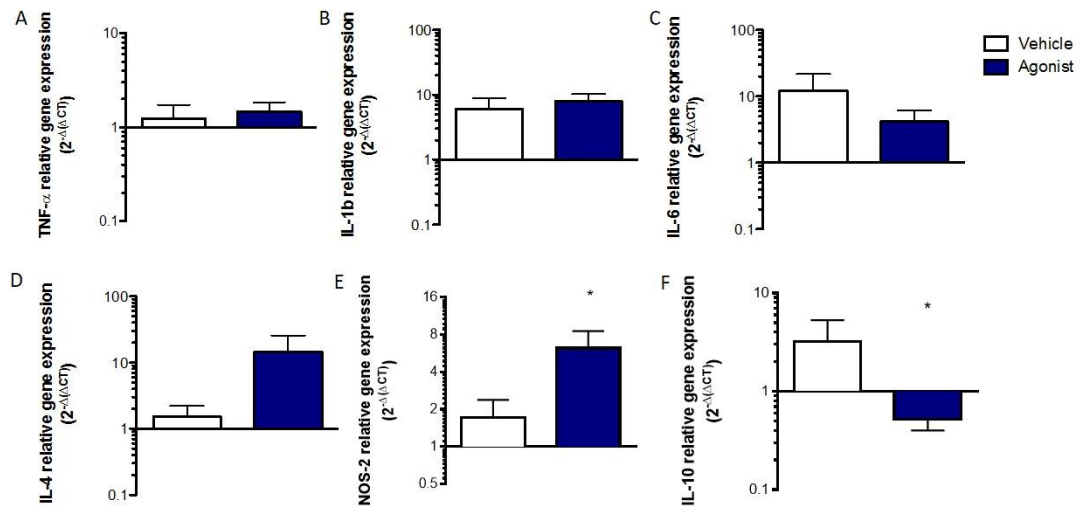 A
TNF-α relative gene expression
(2-Δ(ΔCT))
10
1
0.1
B
IL-1b relative gene expression
(2-Δ(ΔCT))
100
10
1
0.1
C
IL-6 relative gene expression
(2-Δ(ΔCT))
100
10
1
0.1
Vehicle
Agonist
D
IL-4 relative gene expression
(2-Δ(ΔCT))
100
10
1
0.1
E
NOS-2 relative gene expression
(2-Δ(ΔCT))
16
8
4
2
1
0.5
*
F
IL-10 relative gene expression
(2-Δ(ΔCT))
10
1
0.1
*